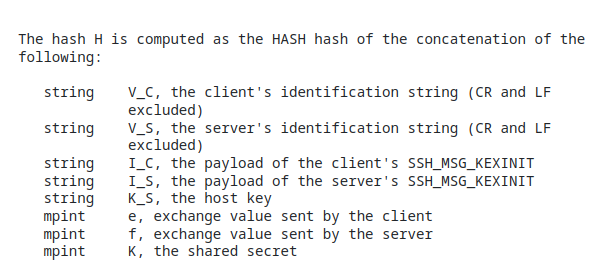 The hash H is computed as the HASH hash of the concatenation of the
following:
string V_C, the client's identification string (CR and LF
excluded)
string V_S, the server's identification string (CR and LF
excluded)
string I_C, the payload of the client's SSH_MSG_KEXINIT
string I_S, the payload of the server's SSH_MSG_KEXINIT
string K_S, the host key
mpint e, exchange value sent by the client
mpint f, exchange value sent by the server
mpint K, the shared secret